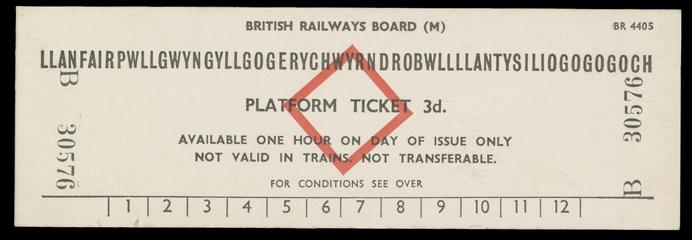 BRITISH RAILWAYS BOARD (M)
BR 4405
LLANFAIRPWLLGWYNGYLLGOGERYCHWYRNDROBWLLLLANTYSILIOGOGOGOCH
PLATFORM TICKET 3d.
AVAILABLE ONE HOUR ON DAY OF ISSUE ONLY
NOT VALID IN TRAINS. NOT TRANSFERABLE.
FOR CONDITIONS SEE OVER
1 2 3 4 5 6 7 8 9 10 11 12
B 30576
B 30576